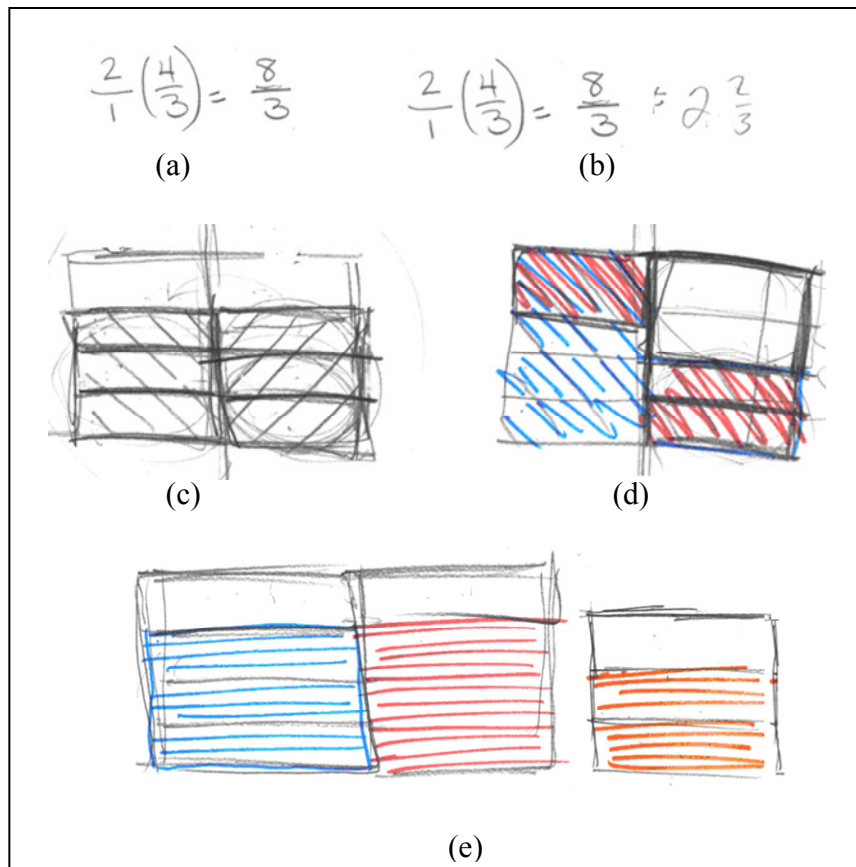 2/1 (4/3) = 8/3
2/1 (4/3) = 8/3 = 2 2/3
(a)
(b)
(c)
(d)
(e)